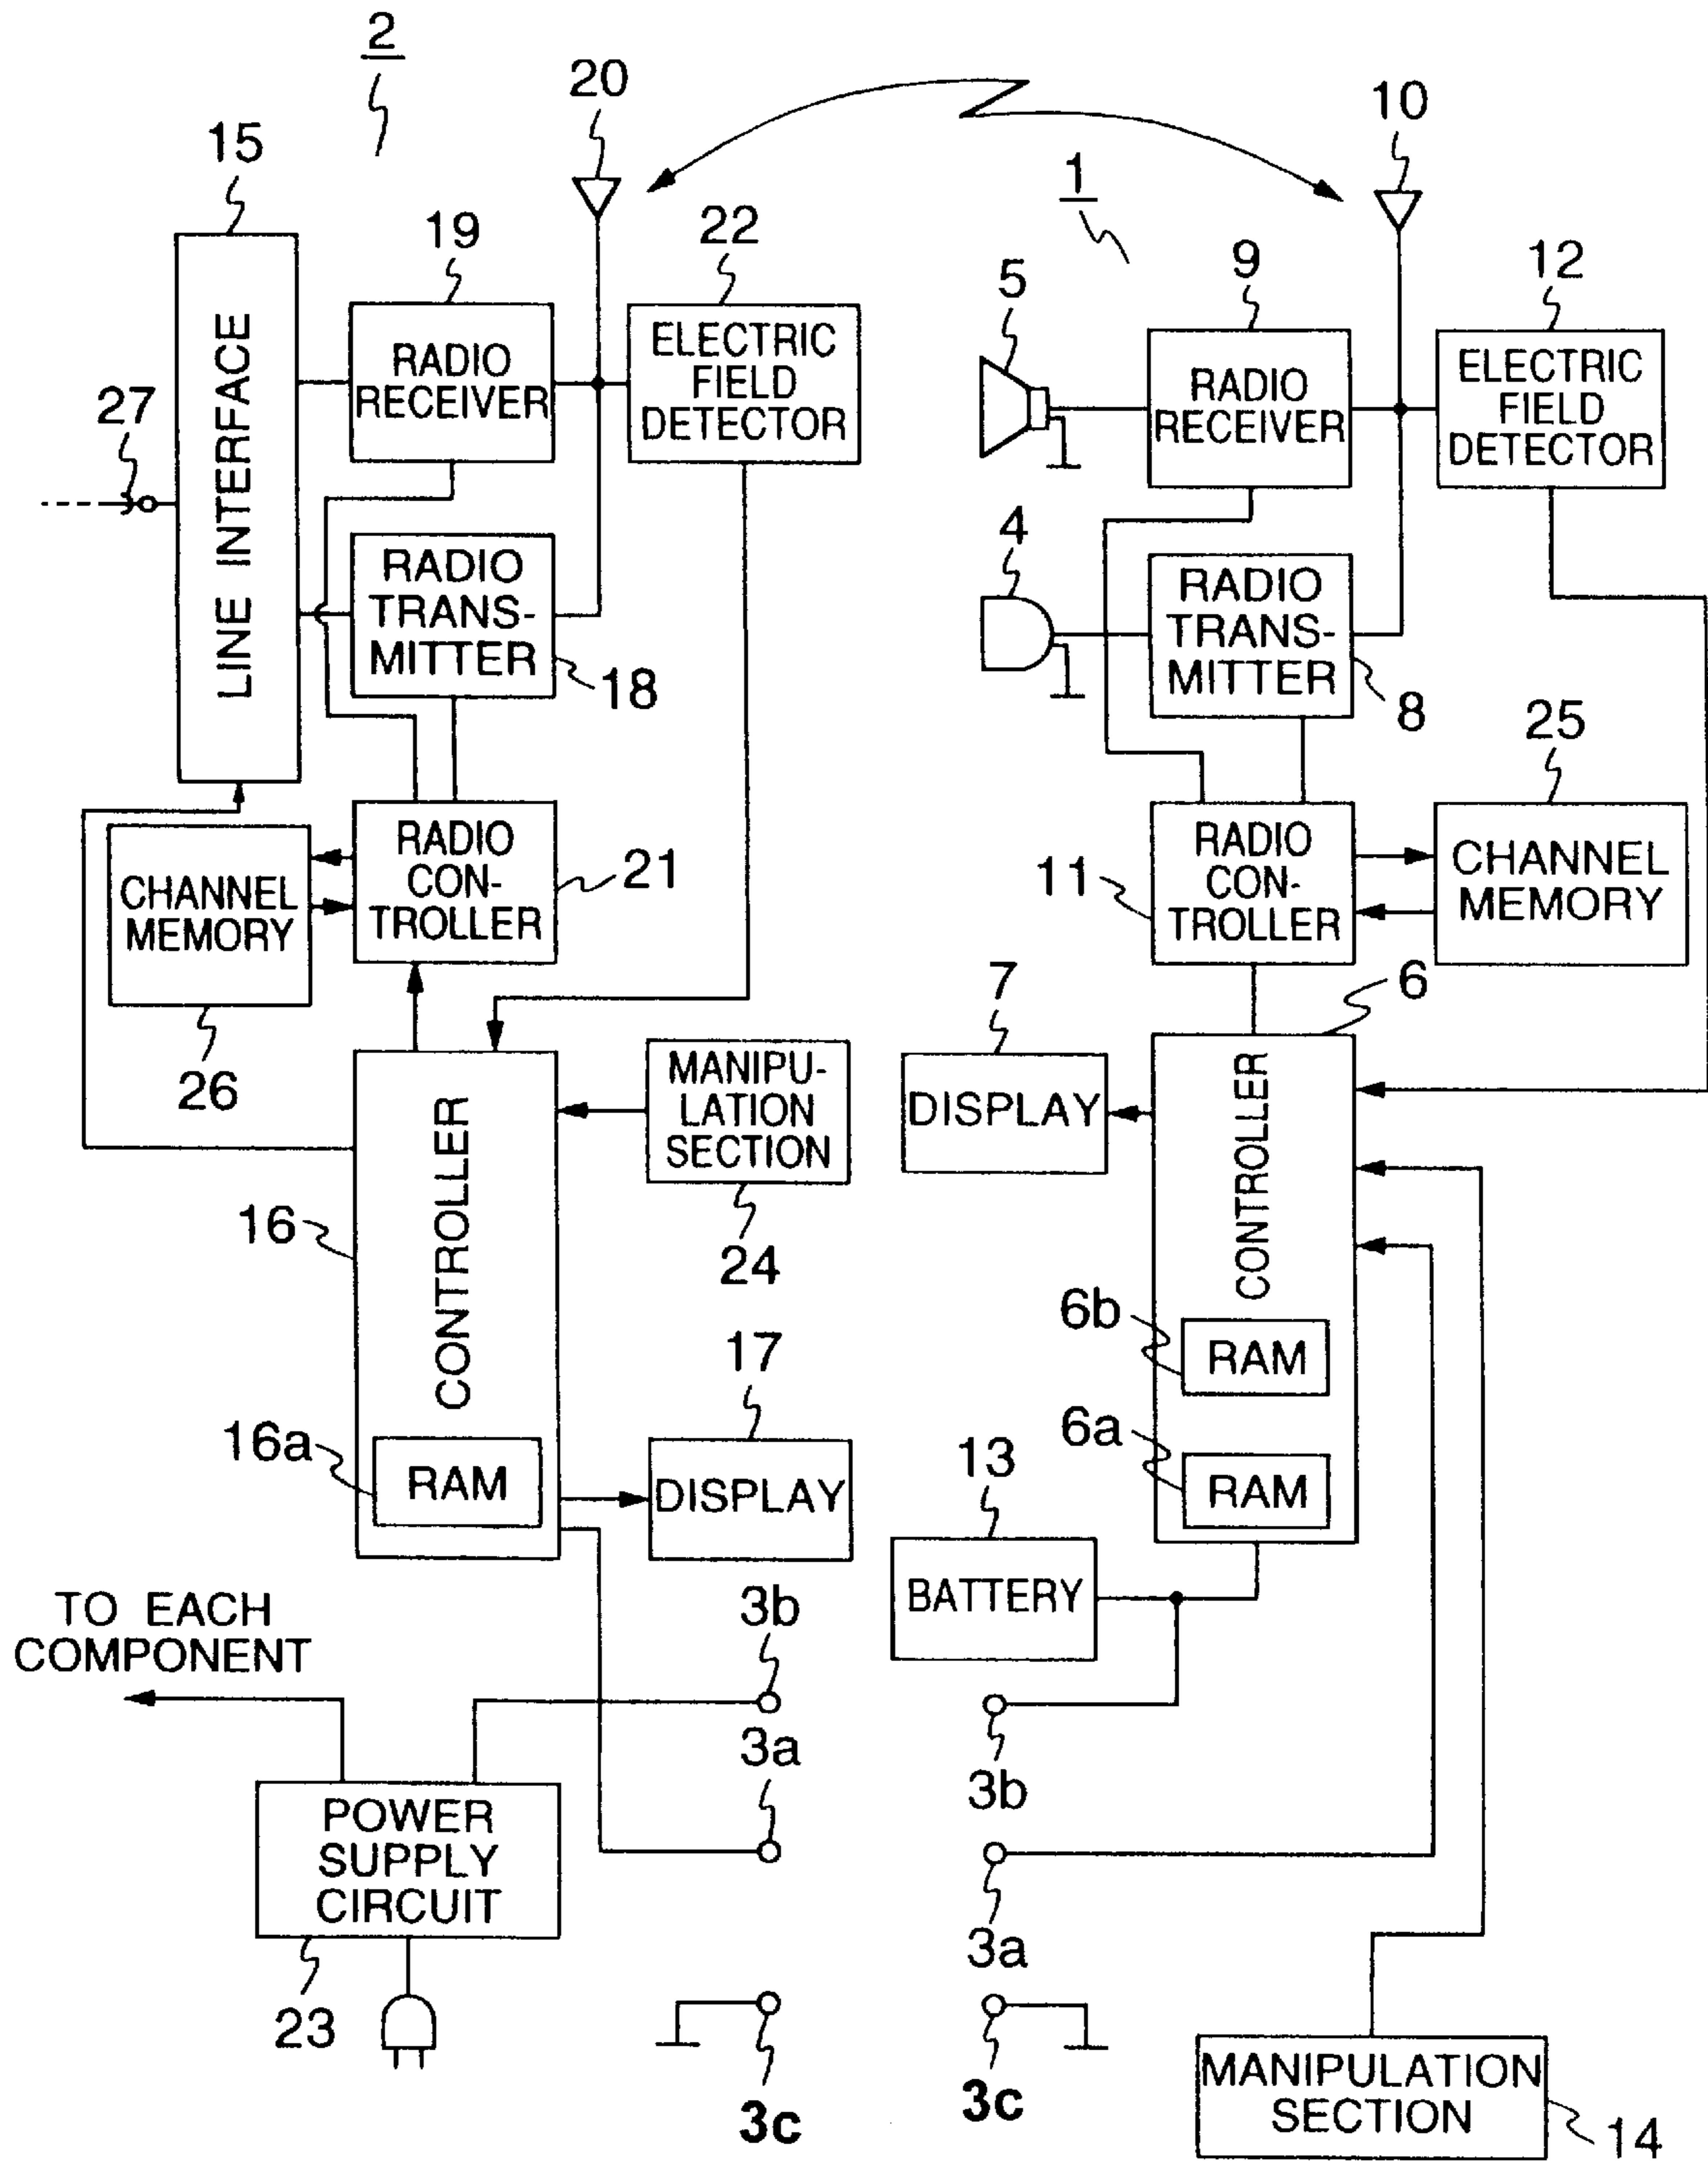 2
20
10
15
1
19
22
9
12
5
LINE INTERFACE
RADIO
RECEIVER
ELECTRIC
FIELD
DETECTOR
RADIO
RECEIVER
ELECTRIC
FIELD
DETECTOR
27
4
RADIO
TRANS-
MITTER
18
RADIO
TRANS-
MITTER
8
25
CHANNEL
MEMORY
RADIO
CON-
TROLLER
21
11
RADIO
CON-
TROLLER
CHANNEL
MEMORY
26
7
6
CONTROLLER
MANIPU-
LATION
SECTION
DISPLAY
CONTROLLER
16
24
6b
RAM
17
16a
RAM
DISPLAY
6a
RAM
13
BATTERY
TO EACH
COMPONENT
3b
3a
3b
POWER
SUPPLY
CIRCUIT
3a
23
3c
3c
MANIPULATION
SECTION
14